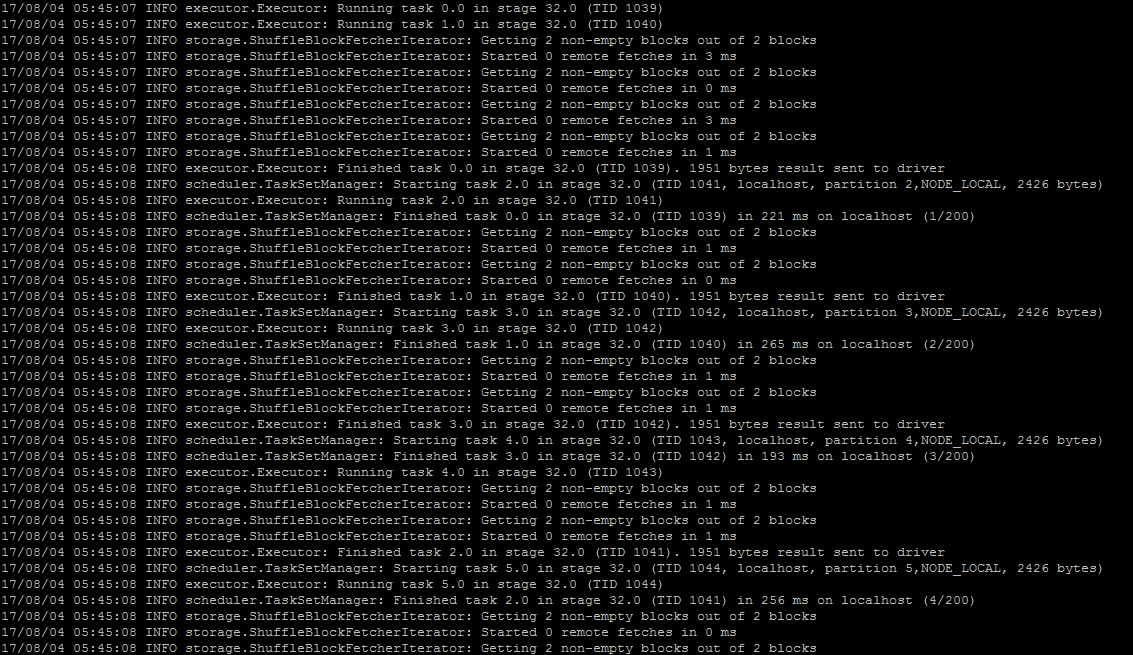 17/08/04 05:45:07 INFO executor.Executor: Running task 0.0 in stage 32.0 (TID 1039)
17/08/04 05:45:07 INFO executor.Executor: Running task 1.0 in stage 32.0 (TID 1040)
17/08/04 05:45:07 INFO storage.ShuffleBlockFetcherIterator: Getting 2 non-empty blocks out of 2 blocks
17/08/04 05:45:07 INFO storage.ShuffleBlockFetcherIterator: Started 0 remote fetches in 3 ms
17/08/04 05:45:07 INFO storage.ShuffleBlockFetcherIterator: Getting 2 non-empty blocks out of 2 blocks
17/08/04 05:45:07 INFO storage.ShuffleBlockFetcherIterator: Started 0 remote fetches in 0 ms
17/08/04 05:45:07 INFO storage.ShuffleBlockFetcherIterator: Getting 2 non-empty blocks out of 2 blocks
17/08/04 05:45:07 INFO storage.ShuffleBlockFetcherIterator: Started 0 remote fetches in 3 ms
17/08/04 05:45:07 INFO storage.ShuffleBlockFetcherIterator: Getting 2 non-empty blocks out of 2 blocks
17/08/04 05:45:07 INFO storage.ShuffleBlockFetcherIterator: Started 0 remote fetches in 1 ms
17/08/04 05:45:08 INFO executor.Executor: Finished task 0.0 in stage 32.0 (TID 1039). 1951 bytes result sent to driver
17/08/04 05:45:08 INFO scheduler.TaskSetManager: Starting task 2.0 in stage 32.0 (TID 1041, localhost, partition 2,NODE_LOCAL, 2426 bytes)
17/08/04 05:45:08 INFO executor.Executor: Running task 2.0 in stage 32.0 (TID 1041)
17/08/04 05:45:08 INFO scheduler.TaskSetManager: Finished task 0.0 in stage 32.0 (TID 1039) in 221 ms on localhost (1/200)
17/08/04 05:45:08 INFO storage.ShuffleBlockFetcherIterator: Getting 2 non-empty blocks out of 2 blocks
17/08/04 05:45:08 INFO storage.ShuffleBlockFetcherIterator: Started 0 remote fetches in 1 ms
17/08/04 05:45:08 INFO storage.ShuffleBlockFetcherIterator: Getting 2 non-empty blocks out of 2 blocks
17/08/04 05:45:08 INFO storage.ShuffleBlockFetcherIterator: Started 0 remote fetches in 0 ms
17/08/04 05:45:08 INFO executor.Executor: Finished task 1.0 in stage 32.0 (TID 1040). 1951 bytes result sent to driver
17/08/04 05:45:08 INFO scheduler.TaskSetManager: Starting task 3.0 in stage 32.0 (TID 1042, localhost, partition 3,NODE_LOCAL, 2426 bytes)
17/08/04 05:45:08 INFO executor.Executor: Running task 3.0 in stage 32.0 (TID 1042)
17/08/04 05:45:08 INFO scheduler.TaskSetManager: Finished task 1.0 in stage 32.0 (TID 1040) in 265 ms on localhost (2/200)
17/08/04 05:45:08 INFO storage.ShuffleBlockFetcherIterator: Getting 2 non-empty blocks out of 2 blocks
17/08/04 05:45:08 INFO storage.ShuffleBlockFetcherIterator: Started 0 remote fetches in 1 ms
17/08/04 05:45:08 INFO storage.ShuffleBlockFetcherIterator: Getting 2 non-empty blocks out of 2 blocks
17/08/04 05:45:08 INFO storage.ShuffleBlockFetcherIterator: Started 0 remote fetches in 1 ms
17/08/04 05:45:08 INFO executor.Executor: Finished task 3.0 in stage 32.0 (TID 1042). 1951 bytes result sent to driver
17/08/04 05:45:08 INFO scheduler.TaskSetManager: Starting task 4.0 in stage 32.0 (TID 1043, localhost, partition 4,NODE_LOCAL, 2426 bytes)
17/08/04 05:45:08 INFO scheduler.TaskSetManager: Finished task 3.0 in stage 32.0 (TID 1042) in 193 ms on localhost (3/200)
17/08/04 05:45:08 INFO executor.Executor: Running task 4.0 in stage 32.0 (TID 1043)
17/08/04 05:45:08 INFO storage.ShuffleBlockFetcherIterator: Getting 2 non-empty blocks out of 2 blocks
17/08/04 05:45:08 INFO storage.ShuffleBlockFetcherIterator: Started 0 remote fetches in 1 ms
17/08/04 05:45:08 INFO storage.ShuffleBlockFetcherIterator: Getting 2 non-empty blocks out of 2 blocks
17/08/04 05:45:08 INFO storage.ShuffleBlockFetcherIterator: Started 0 remote fetches in 1 ms
17/08/04 05:45:08 INFO executor.Executor: Finished task 2.0 in stage 32.0 (TID 1041). 1951 bytes result sent to driver
17/08/04 05:45:08 INFO scheduler.TaskSetManager: Starting task 5.0 in stage 32.0 (TID 1044, localhost, partition 5,NODE_LOCAL, 2426 bytes)
17/08/04 05:45:08 INFO executor.Executor: Running task 5.0 in stage 32.0 (TID 1044)
17/08/04 05:45:08 INFO scheduler.TaskSetManager: Finished task 2.0 in stage 32.0 (TID 1041) in 256 ms on localhost (4/200)
17/08/04 05:45:08 INFO storage.ShuffleBlockFetcherIterator: Getting 2 non-empty blocks out of 2 blocks
17/08/04 05:45:08 INFO storage.ShuffleBlockFetcherIterator: Started 0 remote fetches in 0 ms
17/08/04 05:45:08 INFO storage.ShuffleBlockFetcherIterator: Getting 2 non-empty blocks out of 2 blocks